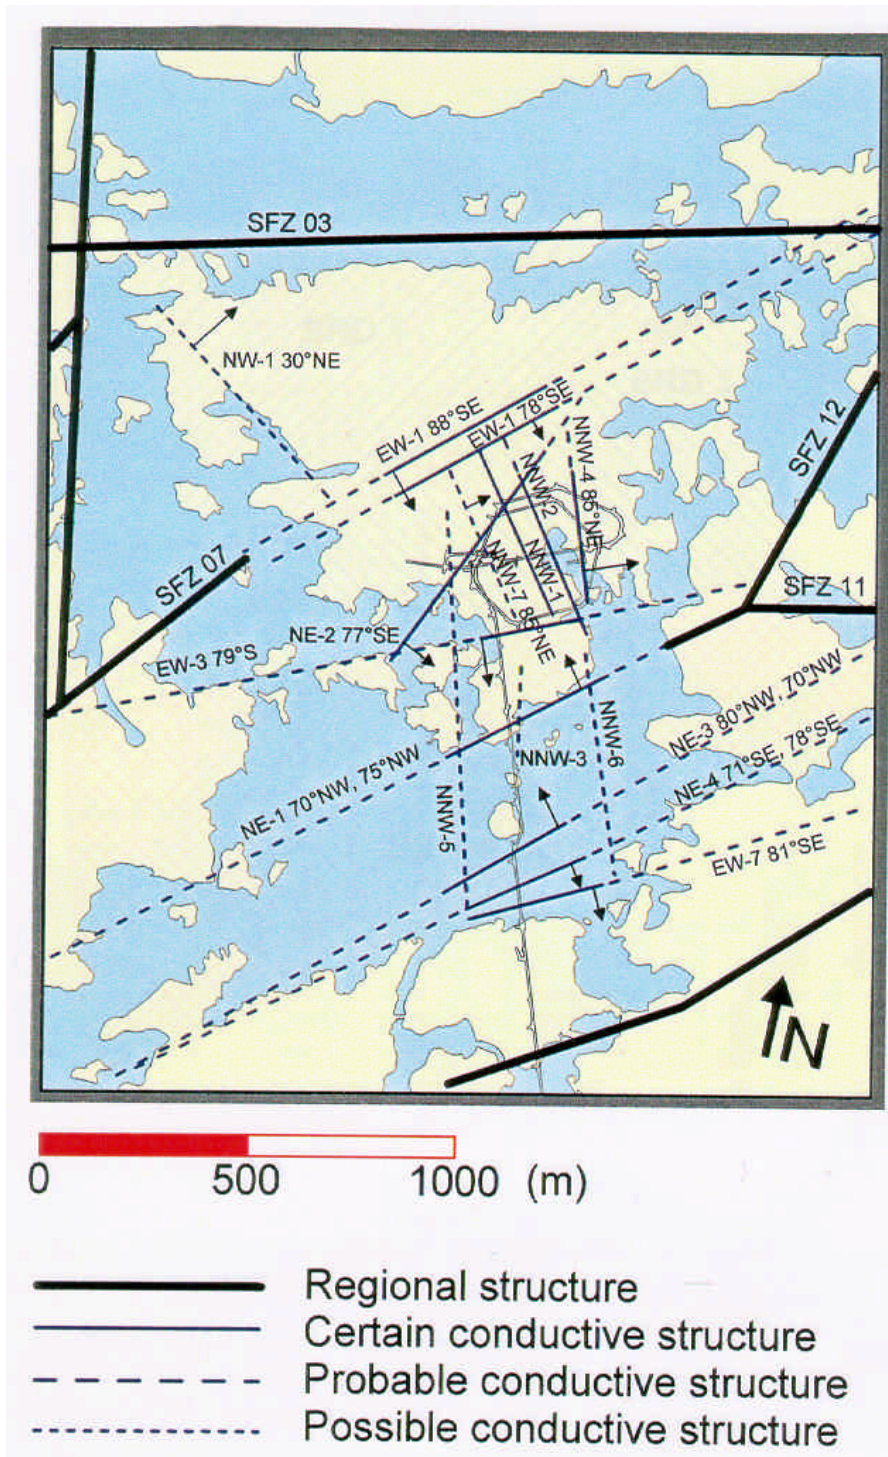 SFZ 03
NW-1 30°NE
EW-1 88°SE
EW-1 78°SE
SFZ 12
NNW-2
NNW-4 85°NE
NNW-1
NNW-7 85°NE
SFZ 07
SFZ 11
NE-2 77°SE
EW-3 79°S
NE-3 80°NW, 70°NW
NNW-6
NNW-3
NE-1 70°NW, 75°NW
NE-4 71°SE, 78°SE
NNW-5
EW-7 81°SE
N
0 500 1000 (m)
Regional structure
Certain conductive structure
Probable conductive structure
Possible conductive structure